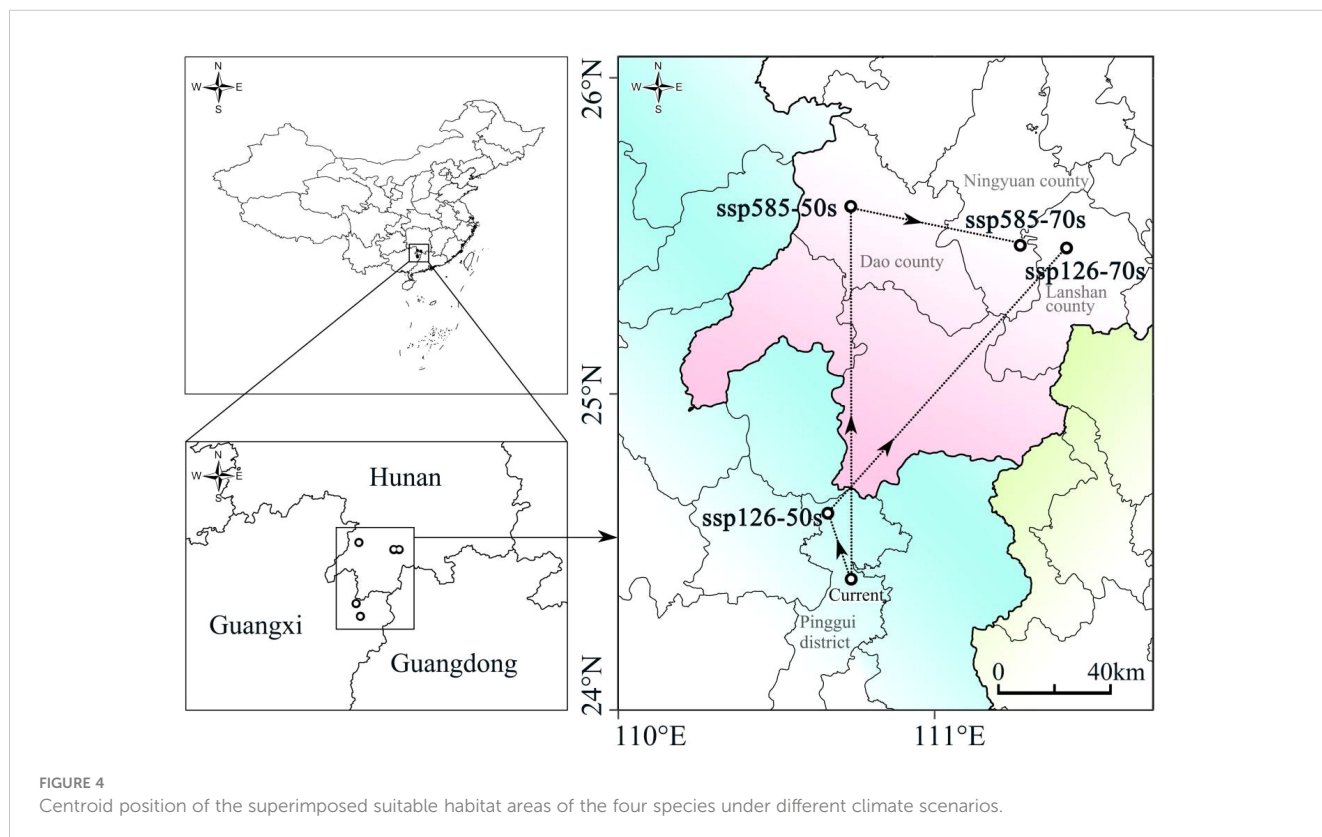 N
W E
S
N
W E
S
Hunan
Guangxi
Guangdong
N
W E
S
26°N
25°N
24°N
110°E
111°E
Ningyuan county
ssp585-50s
ssp585-70s
Dao county
ssp126-70s
Lanshan
county
ssp126-50s
Current
Pinggui
district
0 40km
FIGURE 4
Centroid position of the superimposed suitable habitat areas of the four species under different climate scenarios.